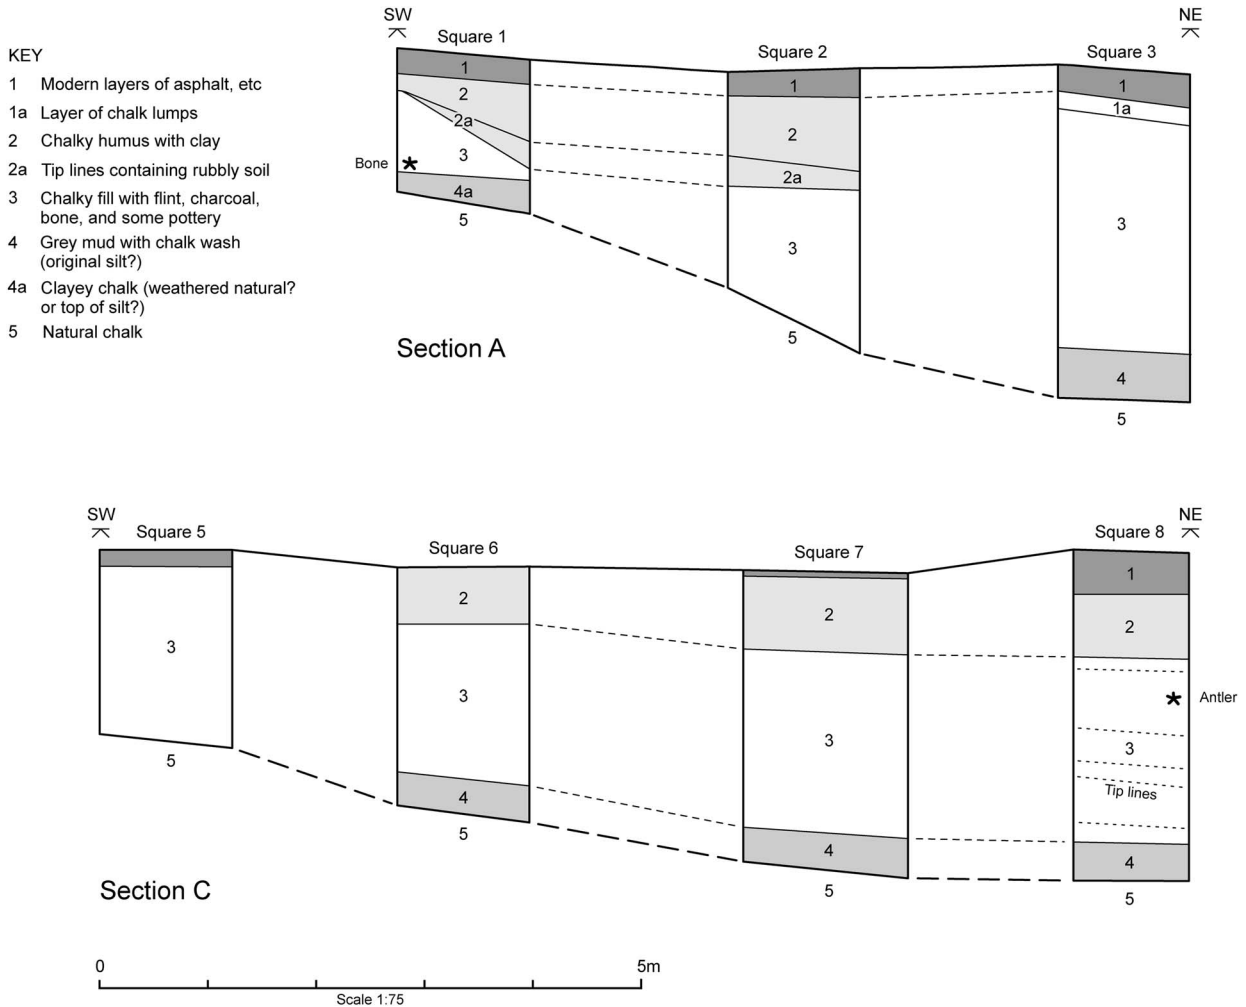 KEY
1 Modern layers of asphalt, etc
1a Layer of chalk lumps
2 Chalky humus with clay
2a Tip lines containing rubbly soil
3 Chalky fill with flint, charcoal,
bone, and some pottery
4 Grey mud with chalk wash
(original silt?)
4a Clayey chalk (weathered natural?
or top of silt?)
5 Natural chalk
SW
NE
Square 1
Square 2
Square 3
1
2
2a
3
Bone
4a
5
1
2
2a
3
5
1
1a
3
4
5
Section A
SW
NE
Square 5
Square 6
Square 7
Square 8
3
5
2
3
4
5
2
3
4
5
1
2
Antler
3
Tip lines
4
5
Section C
0
5m
Scale 1:75